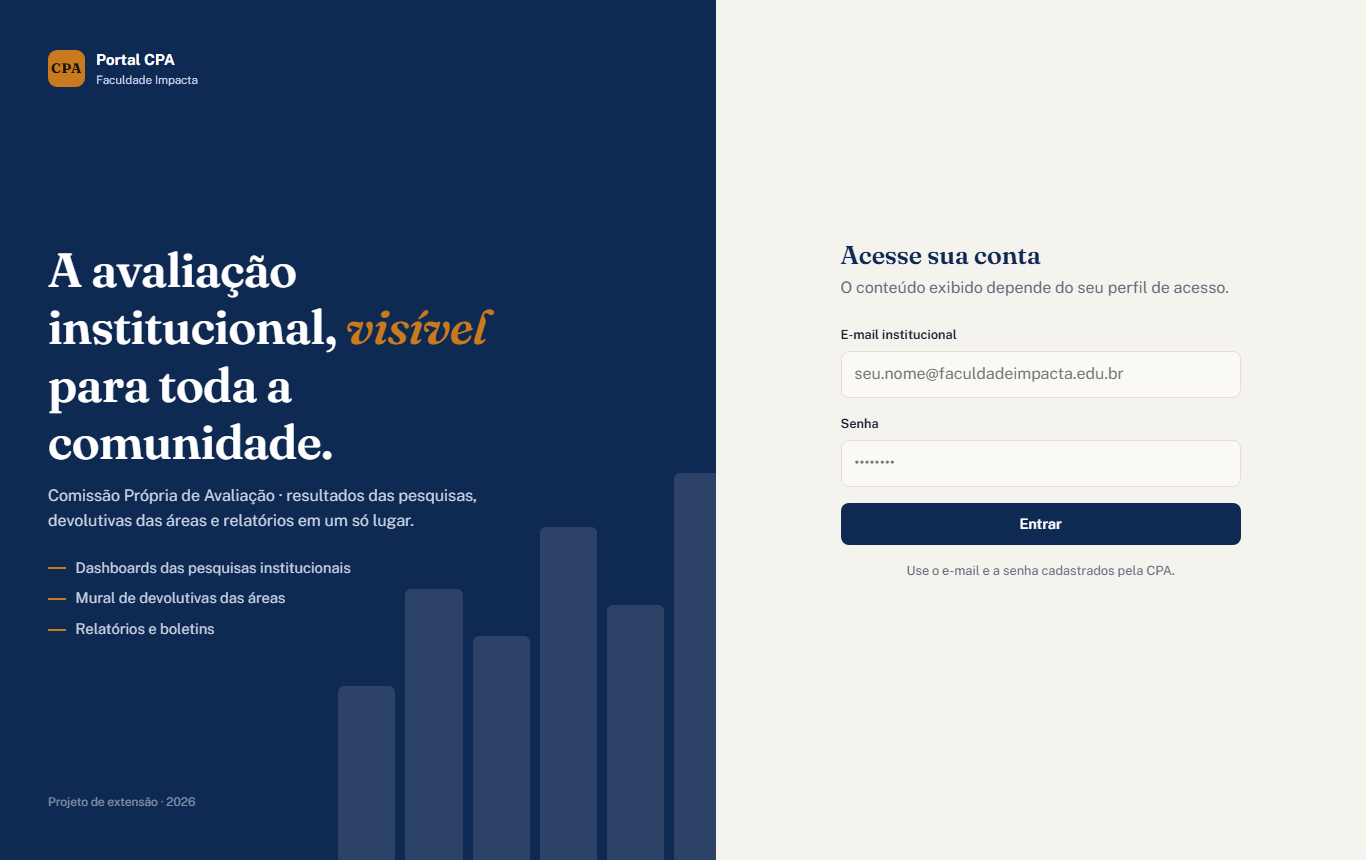 CPA
Portal CPA
Faculdade Impacta
A avaliação
institucional, visível
para toda a
comunidade.
Comissão Própria de Avaliação · resultados das pesquisas,
devolutivas das áreas e relatórios em um só lugar.
Dashboards das pesquisas institucionais
Mural de devolutivas das áreas
Relatórios e boletins
Projeto de extensão · 2026
Acesse sua conta
O conteúdo exibido depende do seu perfil de acesso.
E-mail institucional
seu.nome@faculdadeimpacta.edu.br
Senha
••••••••
Entrar
Use o e-mail e a senha cadastrados pela CPA.